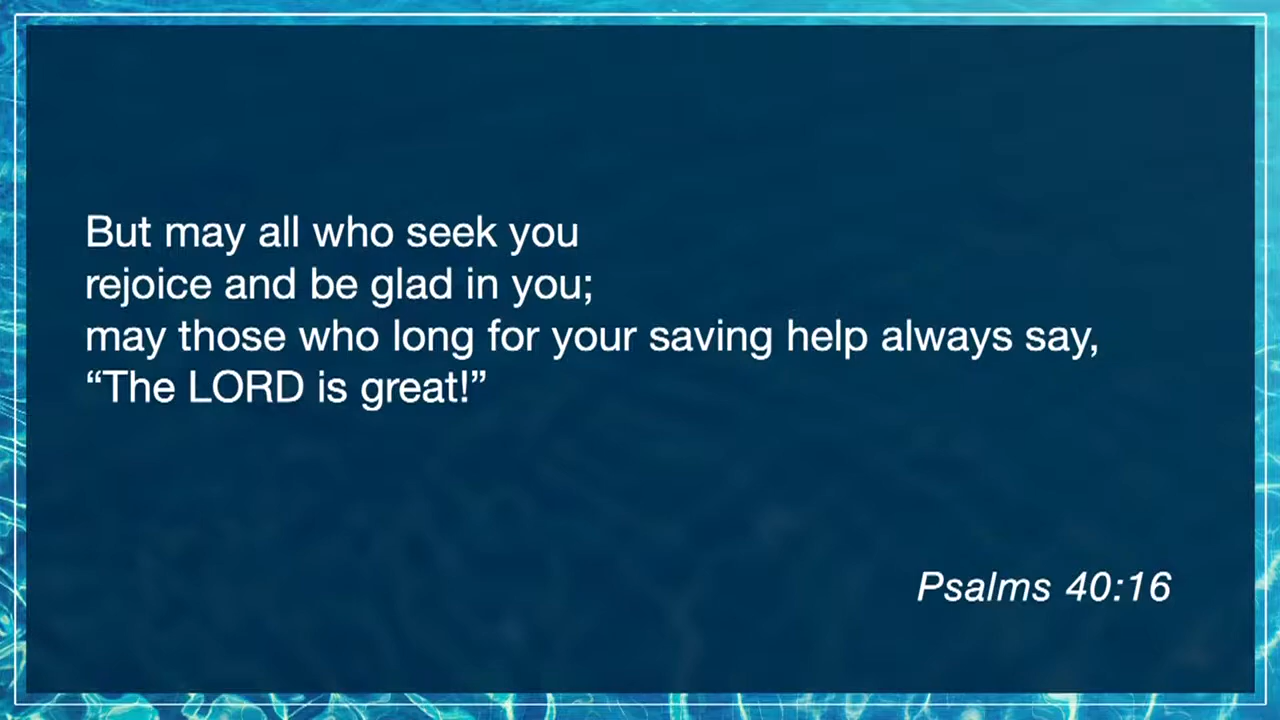 But may all who seek you
rejoice and be glad in you;
may those who long for your saving help always say,
“The LORD is great!”
Psalms 40:16